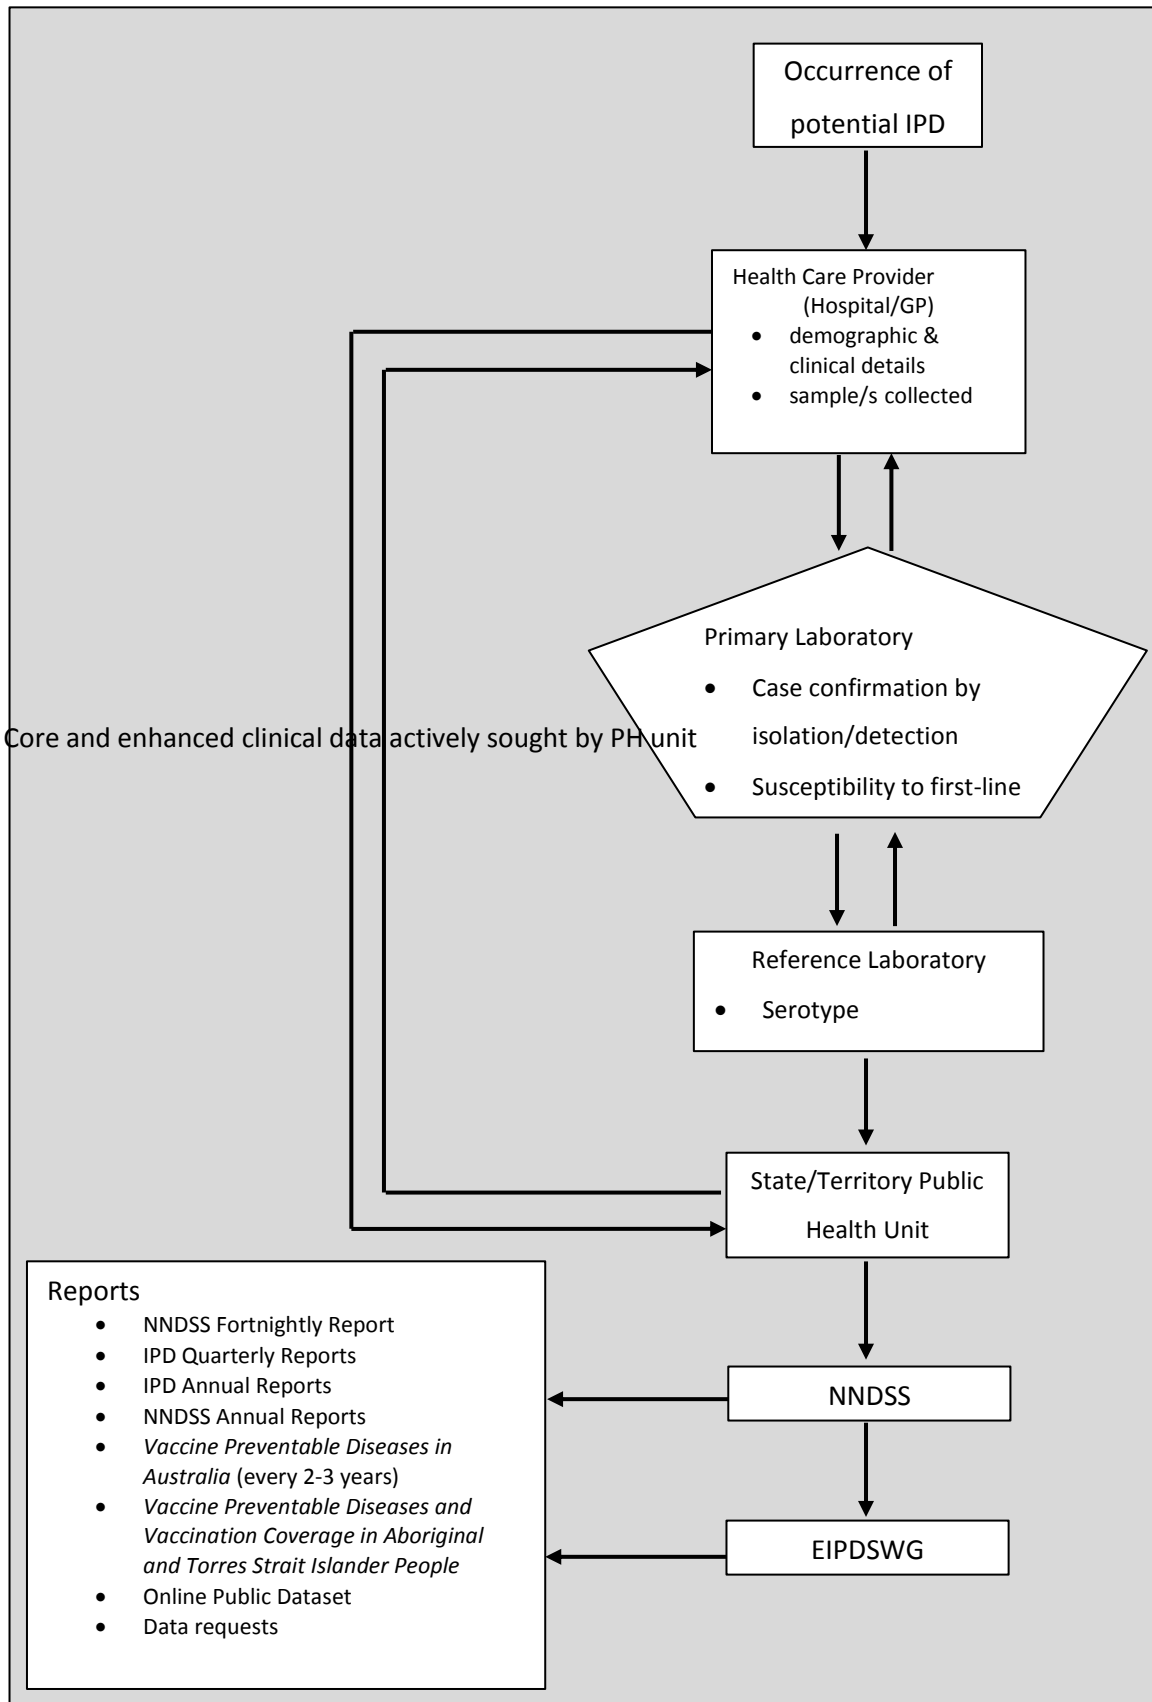 Occurrence of
potential IPD
Health Care Provider
(Hospital/GP)
• demographic &
clinical details
• sample/s collected
Primary Laboratory
• Case confirmation by
isolation/detection
• Susceptibility to first-line
Core and enhanced clinical data actively sought by PH unit
Reference Laboratory
• Serotype
State/Territory Public
Health Unit
NNDSS
EIPDSWG
Reports
• NNDSS Fortnightly Report
• IPD Quarterly Reports
• IPD Annual Reports
• NNDSS Annual Reports
• Vaccine Preventable Diseases in
Australia (every 2-3 years)
• Vaccine Preventable Diseases and
Vaccination Coverage in Aboriginal
and Torres Strait Islander People
• Online Public Dataset
• Data requests